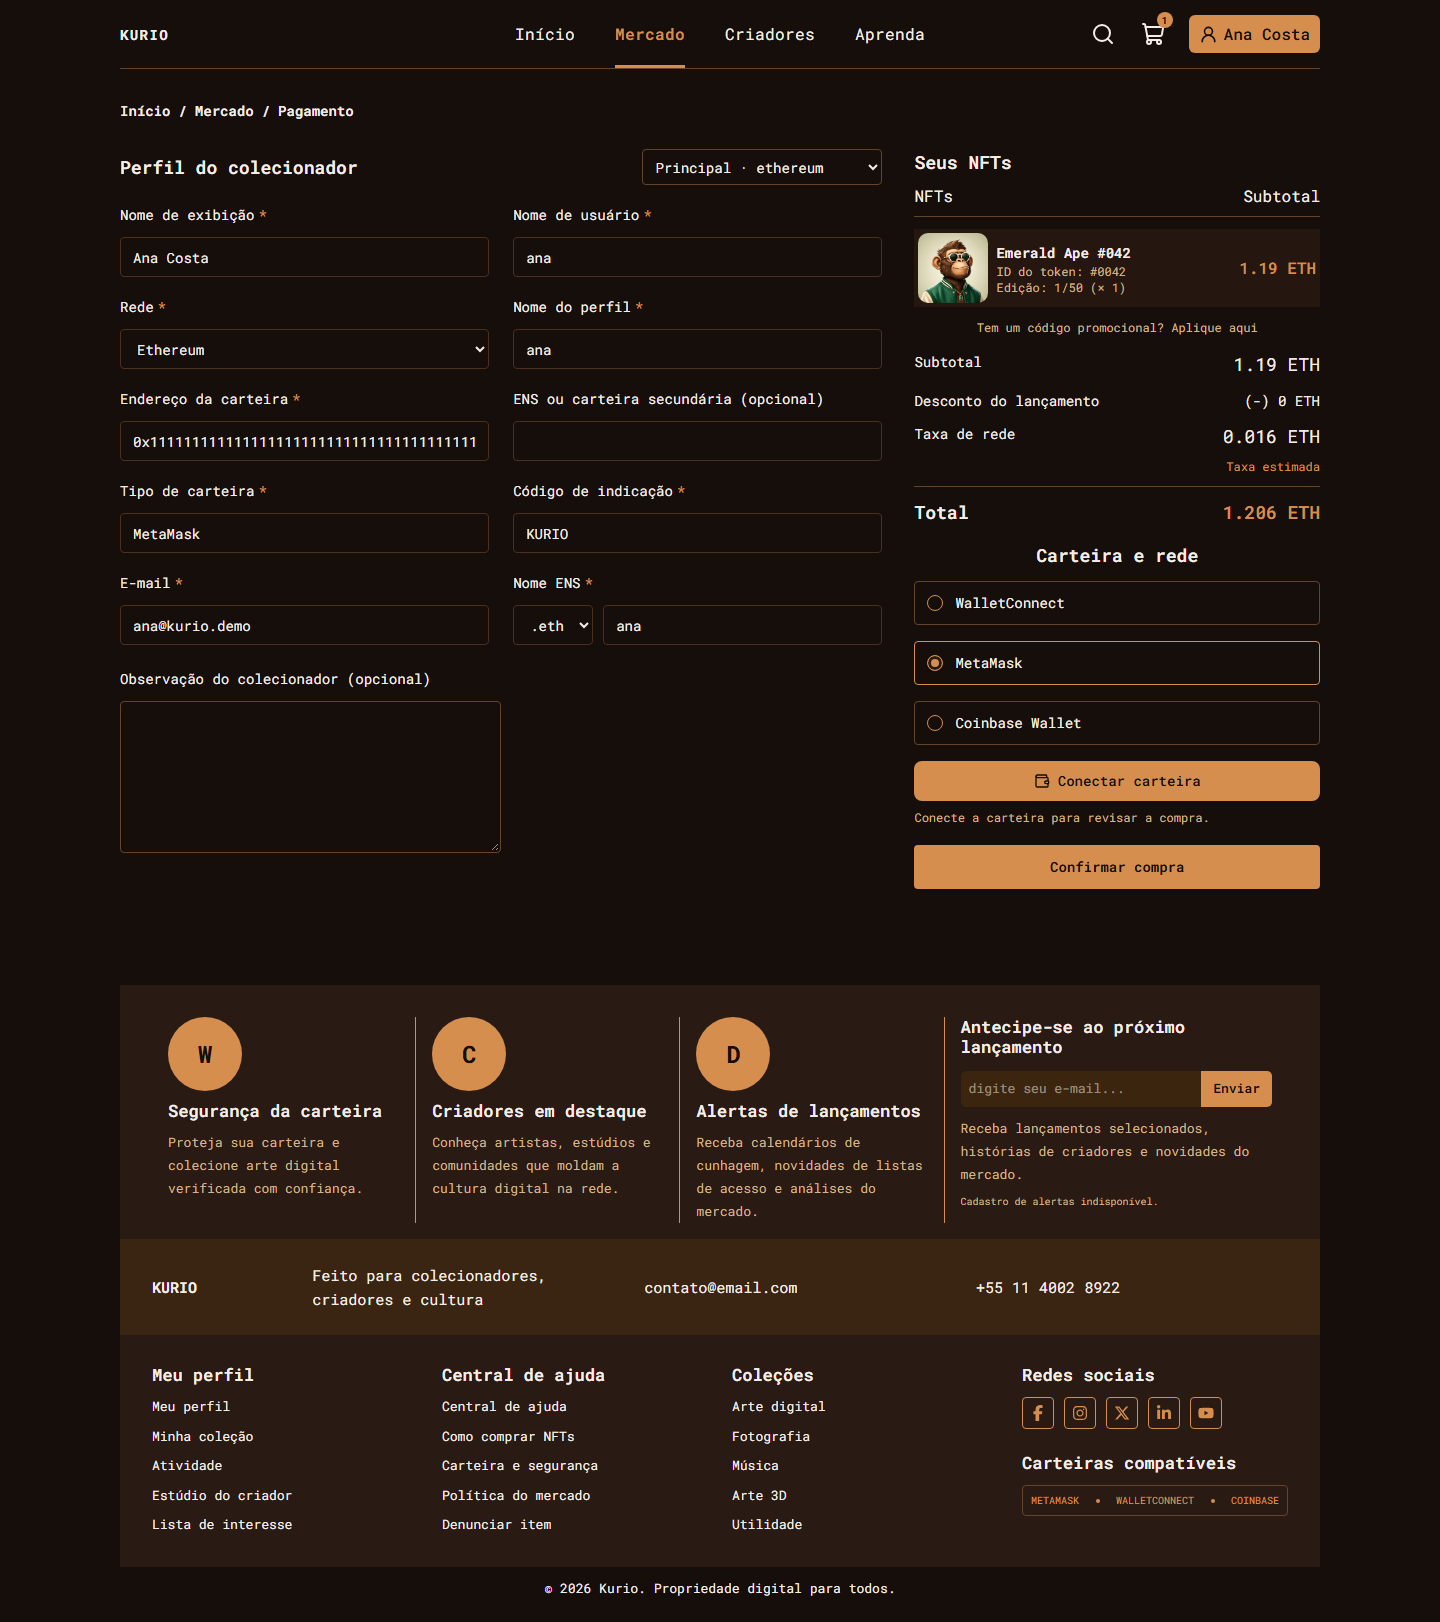 KURIO
Início
Mercado
Criadores
Aprenda
1
Ana Costa
Início / Mercado / Pagamento
Perfil do colecionador
Principal · ethereum
Nome de exibição *
Nome de usuário *
Ana Costa
ana
Rede *
Nome do perfil *
Ethereum
ana
Endereço da carteira *
ENS ou carteira secundária (opcional)
0x1111111111111111111111111111111111111111
Tipo de carteira *
Código de indicação *
MetaMask
KURIO
E-mail *
Nome ENS *
ana@kurio.demo
.eth
ana
Observação do colecionador (opcional)
Seus NFTs
NFTs
Subtotal
Emerald Ape #042
ID do token: #0042
Edição: 1/50 (× 1)
1.19 ETH
Tem um código promocional? Aplique aqui
Subtotal
1.19 ETH
Desconto do lançamento
(-) 0 ETH
Taxa de rede
0.016 ETH
Taxa estimada
Total
1.206 ETH
Carteira e rede
WalletConnect
MetaMask
Coinbase Wallet
Conectar carteira
Conecte a carteira para revisar a compra.
Confirmar compra
W
Segurança da carteira
Proteja sua carteira e
colecione arte digital
verificada com confiança.
C
Criadores em destaque
Conheça artistas, estúdios e
comunidades que moldam a
cultura digital na rede.
D
Alertas de lançamentos
Receba calendários de
cunhagem, novidades de listas
de acesso e análises do
mercado.
Antecipe-se ao próximo
lançamento
digite seu e-mail...
Enviar
Receba lançamentos selecionados,
histórias de criadores e novidades do
mercado.
Cadastro de alertas indisponível.
KURIO
Feito para colecionadores,
criadores e cultura
contato@email.com
+55 11 4002 8922
Meu perfil
Meu perfil
Minha coleção
Atividade
Estúdio do criador
Lista de interesse
Central de ajuda
Central de ajuda
Como comprar NFTs
Carteira e segurança
Política do mercado
Denunciar item
Coleções
Arte digital
Fotografia
Música
Arte 3D
Utilidade
Redes sociais
Carteiras compatíveis
METAMASK • WALLETCONNECT • COINBASE
© 2026 Kurio. Propriedade digital para todos.